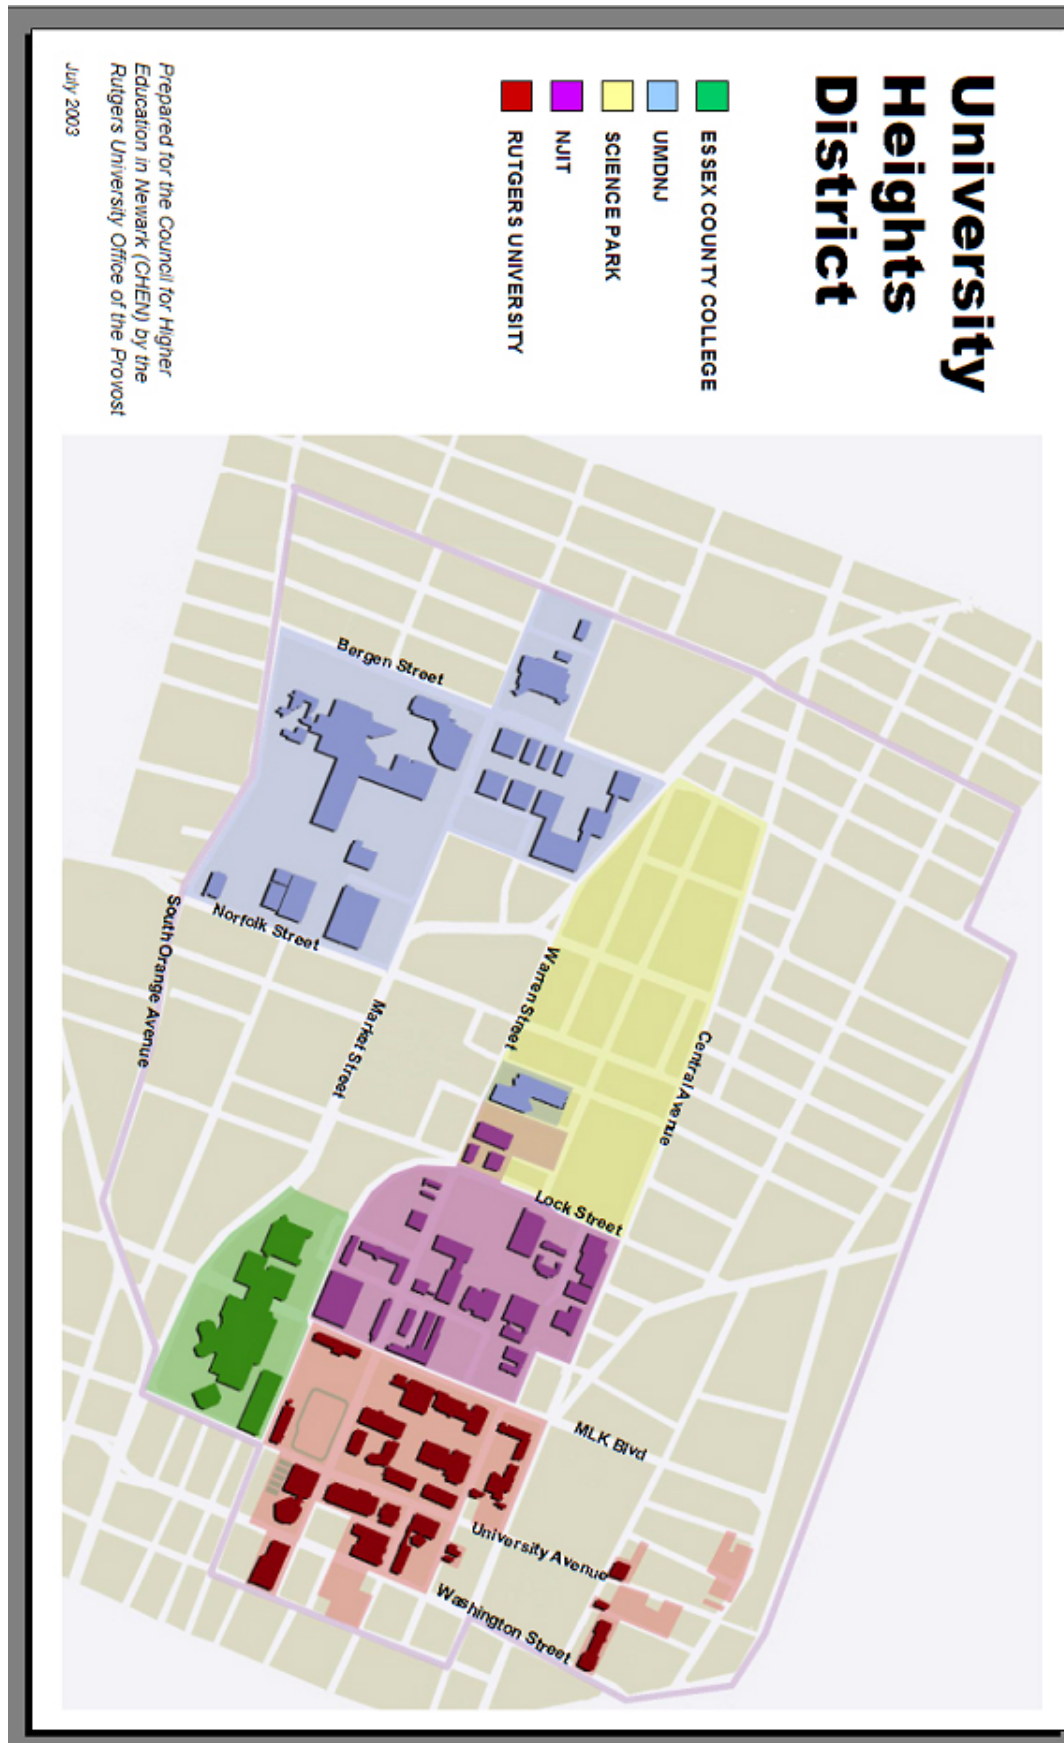 University
Heights
District
ESSEX COUNTY COLLEGE
UMDNJ
SCIENCE PARK
NJIT
RUTGERS UNIVERSITY
Prepared for the Council for Higher
Education in Newark (CHEN) by the
Rutgers University Office of the Provost
July 2003
Bergen Street
Norfolk Street
South Orange Avenue
Market Street
Warren Street
Central Avenue
Lock Street
MLK Blvd
University Avenue
Washington Street